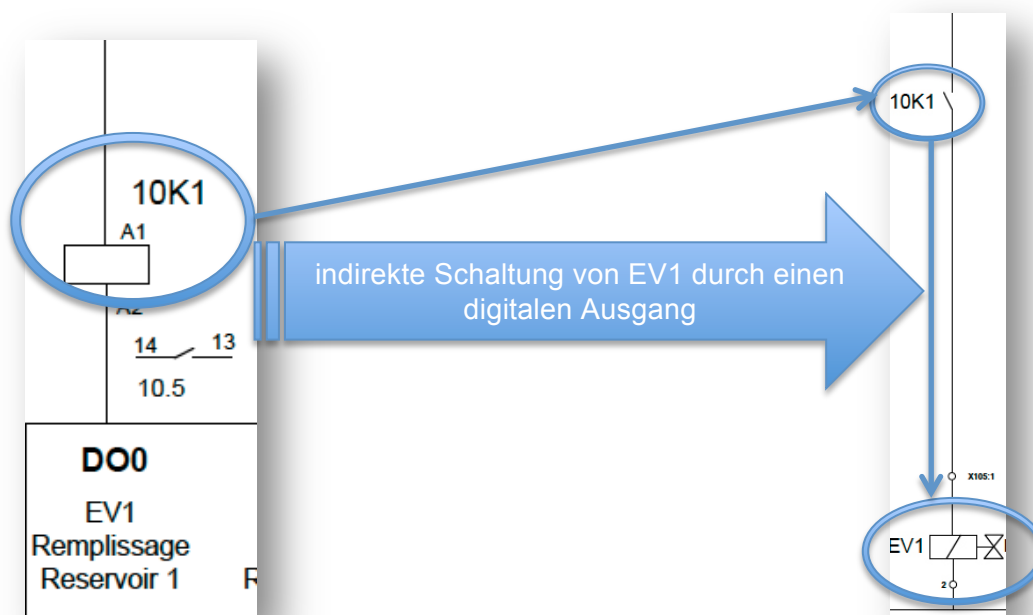 10K1
A1
A2
14 13
10.5
DO0
EV1
Remplissage
Reservoir 1
R
indirekte Schaltung von EV1 durch einen
digitalen Ausgang
10K1
X105:1
EV1
2